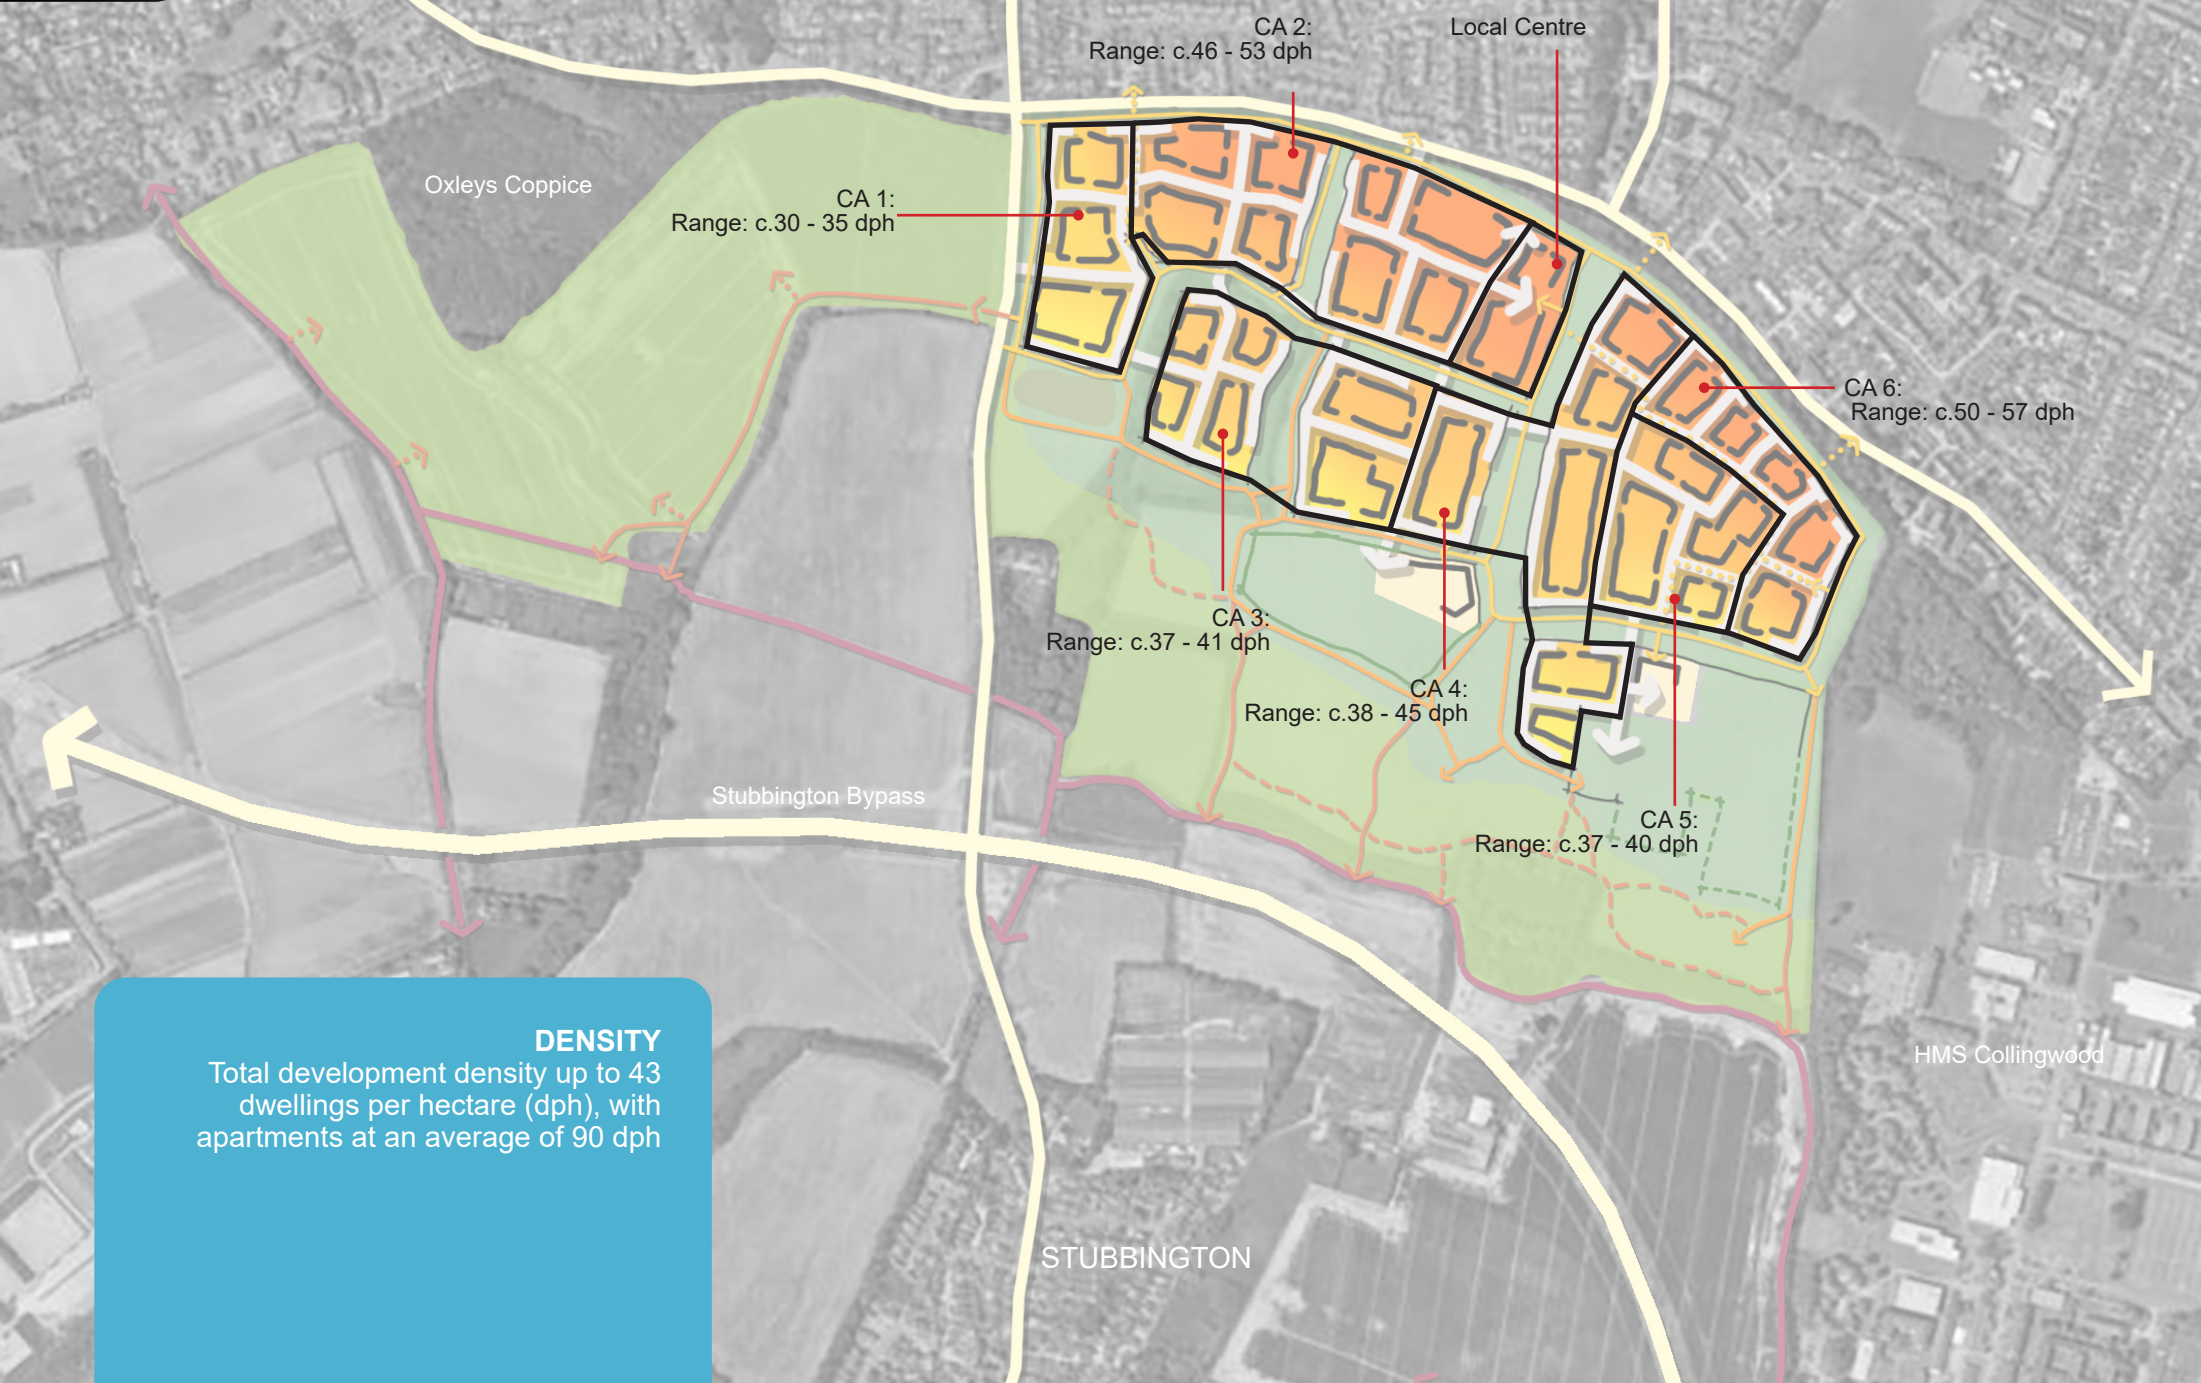 CA 2:
Range: c.46 - 53 dph
Local Centre
Oxleys Coppice
CA 1:
Range: c.30 - 35 dph
CA 6:
Range: c.50 - 57 dph
CA 3:
Range: c.37 - 41 dph
CA 4:
Range: c.38 - 45 dph
Stubbington Bypass
CA 5:
Range: c.37 - 40 dph
HMS Collingwood
DENSITY
Total development density up to 43
dwellings per hectare (dph), with
apartments at an average of 90 dph
STUBBINGTON